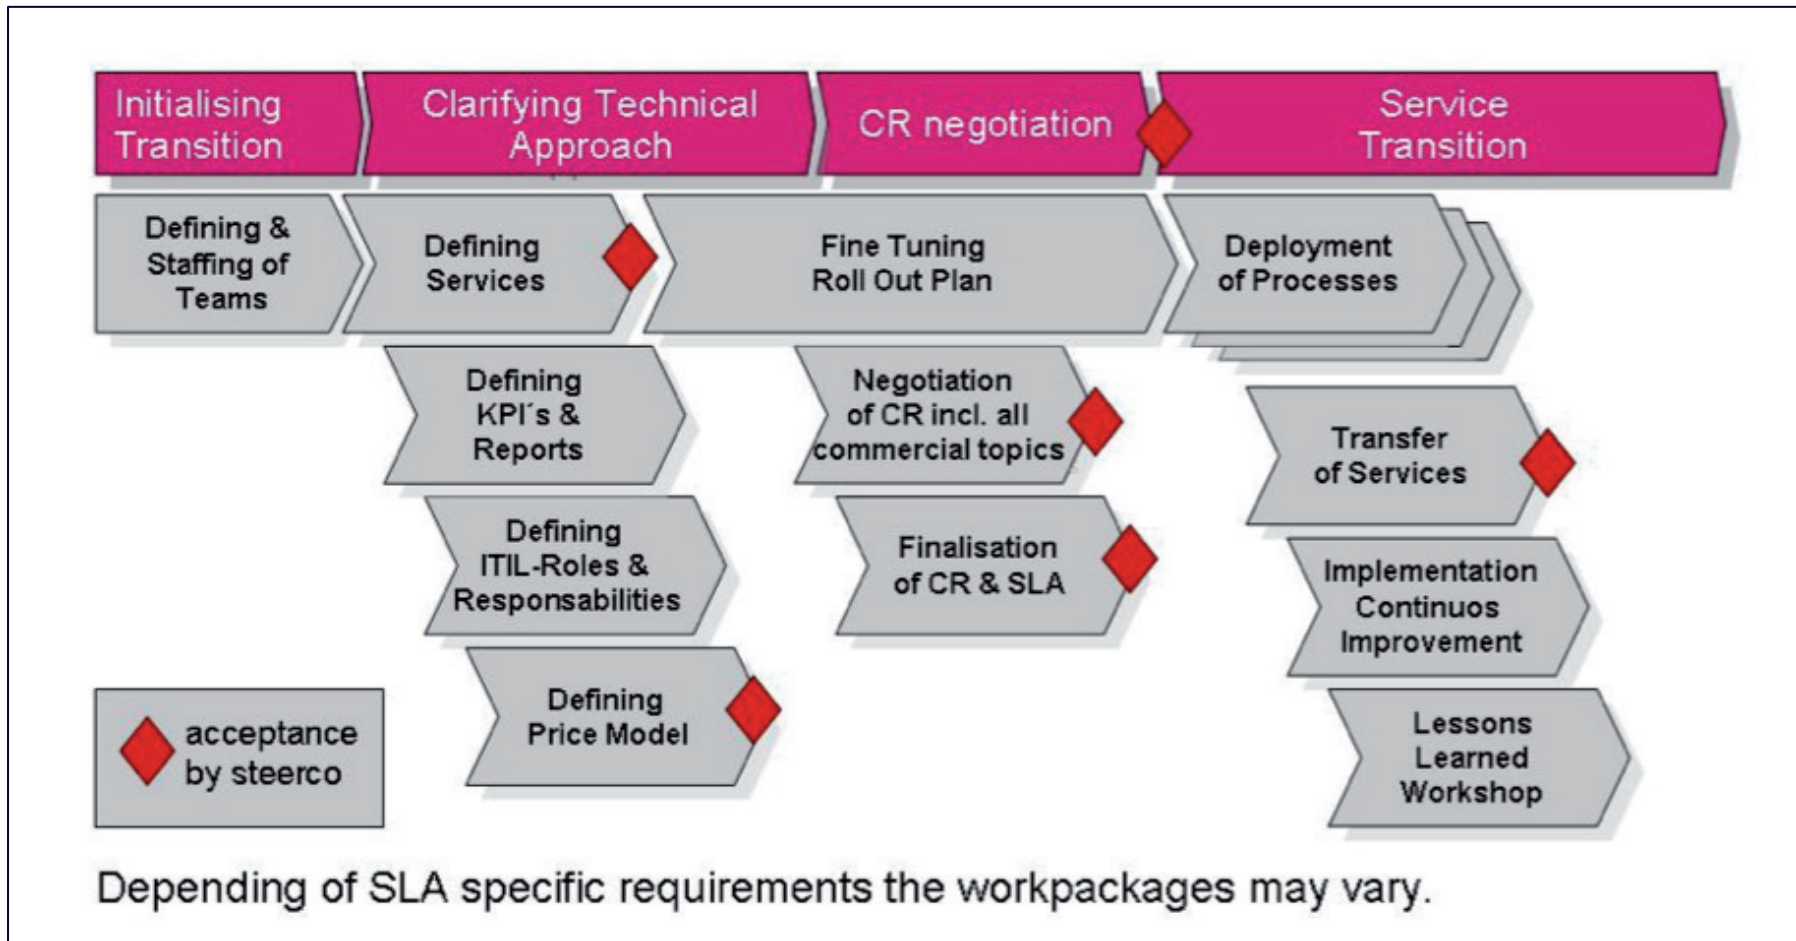 Initialising
Transition
Clarifying Technical
Approach
CR negotiation
Service
Transition
Defining &
Staffing of
Teams
Defining
Services
Fine Tuning
Roll Out Plan
Deployment
of Processes
Defining
KPI´s &
Reports
Negotiation
of CR incl. all
commercial topics
Transfer
of Services
Defining
ITIL-Roles &
Responsabilities
Finalisation
of CR & SLA
Implementation
Continuos
Improvement
Defining
Price Model
Lessons
Learned
Workshop
acceptance
by steerco
Depending of SLA specific requirements the workpackages may vary.